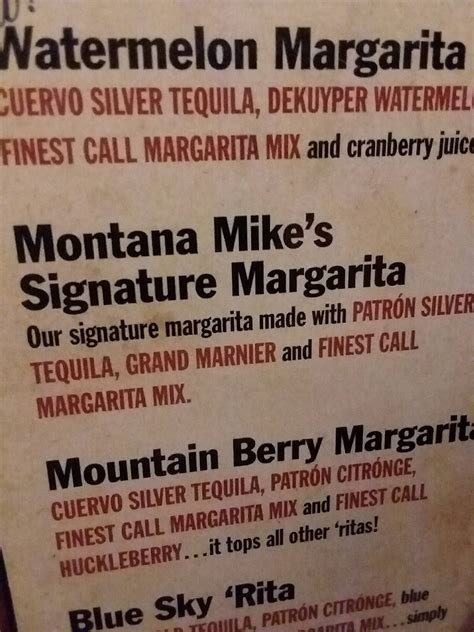 Watermelon Margarita
CUERVO SILVER TEQUILA, DEKUYPER WATERMEL
FINEST CALL MARGARITA MIX and cranberry juice
Montana Mike's
Signature Margarita
Our signature margarita made with PATRÓN SILVER
TEQUILA, GRAND MARNIER and FINEST CALL
MARGARITA MIX.
Mountain Berry Margarita
CUERVO SILVER TEQUILA, PATRÓN CITRÓNGE,
FINEST CALL MARGARITA MIX and FINEST CALL
HUCKLEBERRY...it tops all other 'ritas!
Blue Sky 'Rita
TEQUILA, PATRÓN CITRÓNGE, blue
MIX...simply